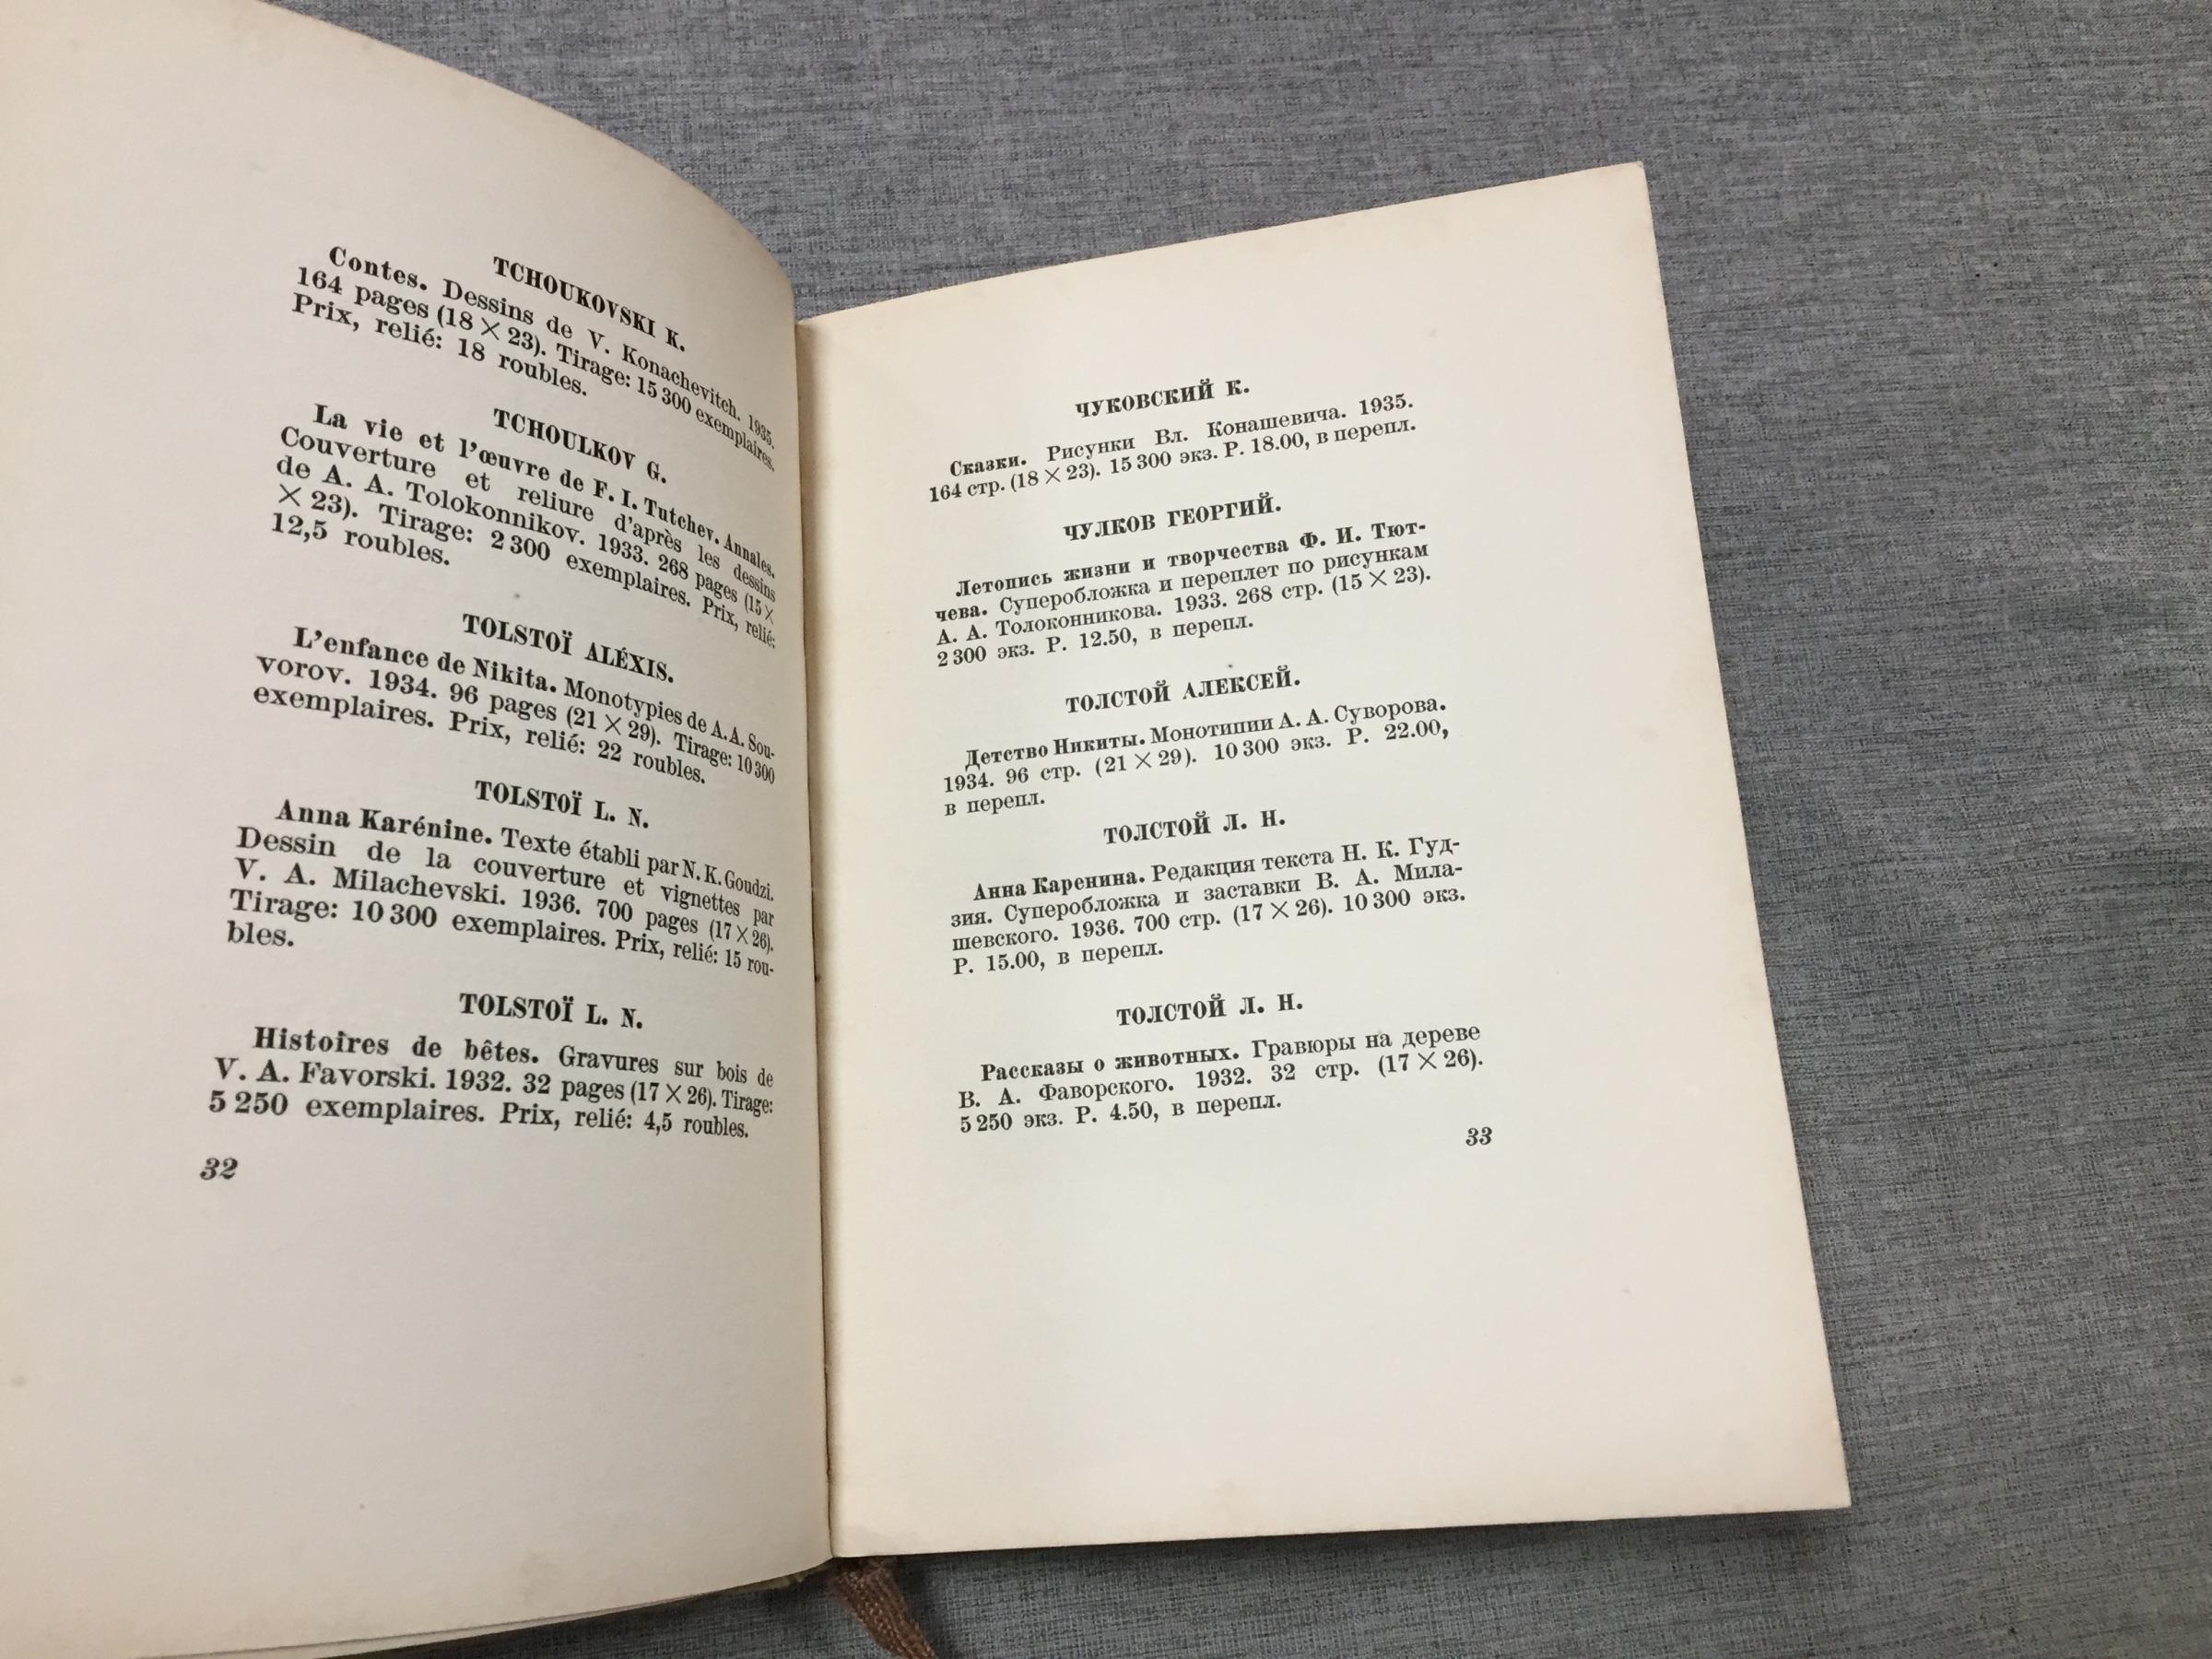 TCHOUKOVSKI K.
Contes. Dessins de V. Konachevitch. 1935.
164 pages (18 × 23). Tirage: 15 300 exemplaires.
Prix, relié: 18 roubles.
TCHOULKOV G.
La vie et l’œuvre de F. I. Tutchev. Annales.
Couverture et reliure d’après les dessins
de A. A. Tolokonnikov. 1933. 268 pages (15 ×
× 23). Tirage: 2 300 exemplaires. Prix, relié:
12,5 roubles.
TOLSTOÏ ALÉXIS.
L’enfance de Nikita. Monotypies de A. A. Sou-
vorov. 1934. 96 pages (21 × 29). Tirage: 10 300
exemplaires. Prix, relié: 22 roubles.
TOLSTOÏ L. N.
Anna Karénine. Texte établi par N. K. Goudzi.
Dessin de la couverture et vignettes par
V. A. Milachevski. 1936. 700 pages (17 × 26).
Tirage: 10 300 exemplaires. Prix, relié: 15 rou-
bles.
TOLSTOÏ L. N.
Histoires de bêtes. Gravures sur bois de
V. A. Favorski. 1932. 32 pages (17 × 26). Tirage:
5 250 exemplaires. Prix, relié: 4,5 roubles.
32
ЧУКОВСКИЙ К.
Сказки. Рисунки Вл. Конашевича. 1935.
164 стр. (18 × 23). 15 300 экз. Р. 18.00, в перепл.
ЧУЛКОВ ГЕОРГИЙ.
Летопись жизни и творчества Ф. И. Тют-
чева. Суперобложка и переплет по рисункам
А. А. Толоконникова. 1933. 268 стр. (15 × 23).
2 300 экз. Р. 12.50, в перепл.
ТОЛСТОЙ АЛЕКСЕЙ.
Детство Никиты. Монотипии А. А. Суворова.
1934. 96 стр. (21 × 29). 10 300 экз. Р. 22.00,
в перепл.
ТОЛСТОЙ Л. Н.
Анна Каренина. Редакция текста Н. К. Гуд-
зия. Суперобложка и заставки В. А. Мила-
шевского. 1936. 700 стр. (17 × 26). 10 300 экз.
Р. 15.00, в перепл.
ТОЛСТОЙ Л. Н.
Рассказы о животных. Гравюры на дереве
В. А. Фаворского. 1932. 32 стр. (17 × 26).
5 250 экз. Р. 4.50, в перепл.
33